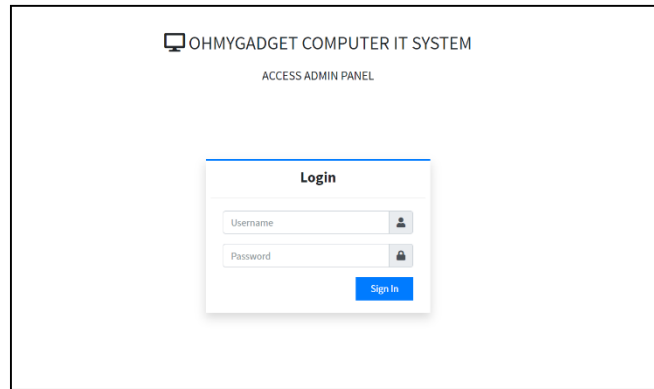 OHMYGADGET COMPUTER IT SYSTEM
ACCESS ADMIN PANEL
Login
Username
Password
Sign In